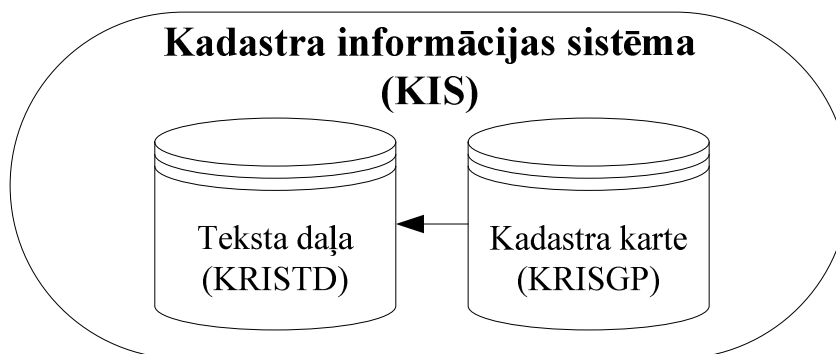 Kadastra informācijas sistēma
(KIS)
Teksta daļa
(KRISTD)
Kadastra karte
(KRISGP)